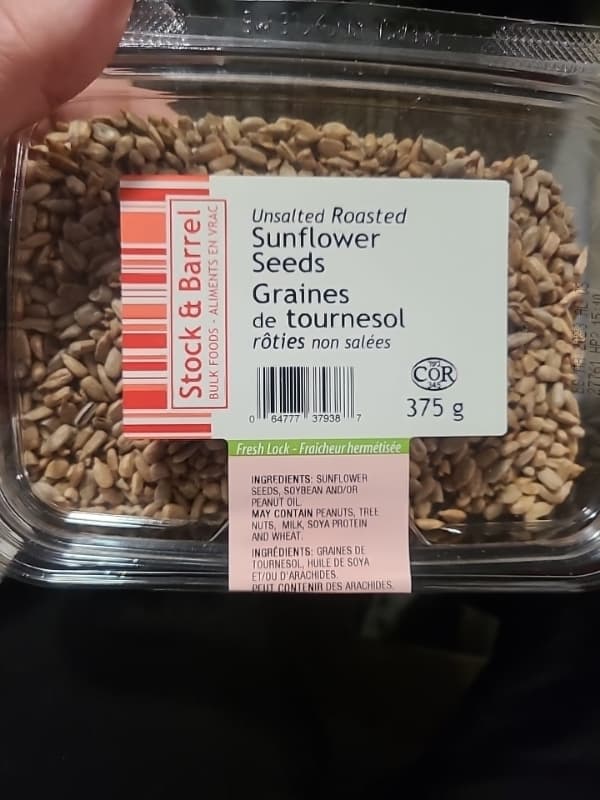 Stock & Barrel
BULK FOODS - ALIMENTS EN VRAC
Unsalted Roasted
Sunflower
Seeds
Graines
de tournesol
rôties non salées
COR
375 g
0 64777 37938 7
Fresh Lock - Fraîcheur hermétisée
INGREDIENTS: SUNFLOWER
SEEDS, SOYBEAN AND/OR
PEANUT OIL.
MAY CONTAIN PEANUTS, TREE
NUTS, MILK, SOYA PROTEIN
AND WHEAT.
INGRÉDIENTS: GRAINES DE
TOURNESOL, HUILE DE SOYA
ET/OU D'ARACHIDES.
PEUT CONTENIR DES ARACHIDES,